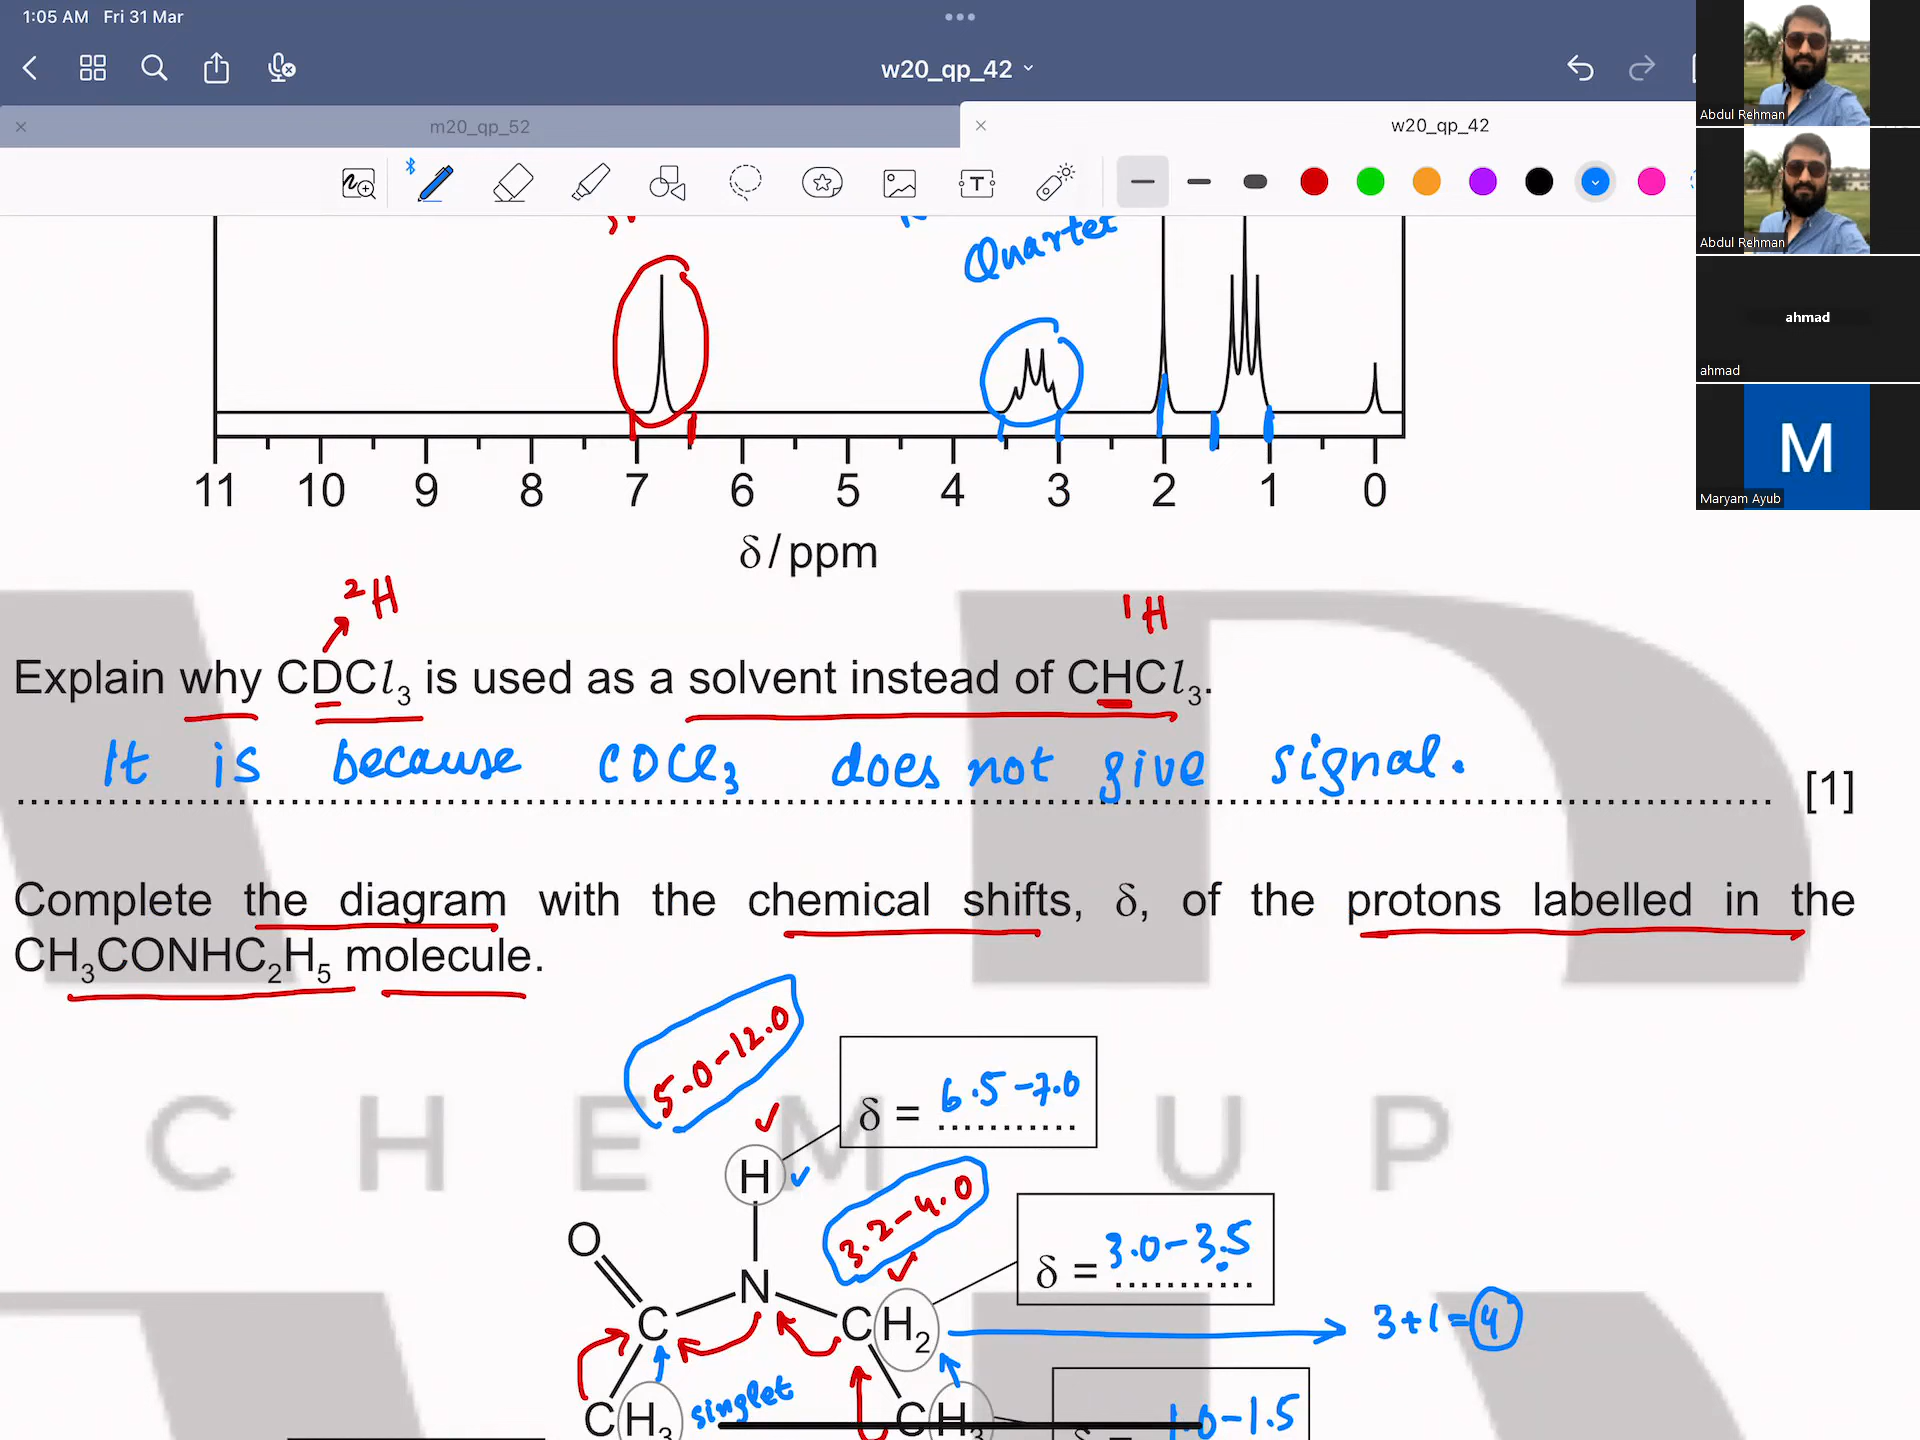 1:05 AM Fri 31 Mar
w20_qp_42
m20_qp_52
w20_qp_42
T
Abdul Rehman
Abdul Rehman
ahmad
ahmad
M
Maryam Ayub
Quartet
11 10 9 8 7 6 5 4 3 2 1 0
δ/ppm
²H
¹H
Explain why CDCl₃ is used as a solvent instead of CHCl₃.
It is because CDCl₃ does not give signal.
[1]
Complete the diagram with the chemical shifts, δ, of the protons labelled in the
CH₃CONHC₂H₅ molecule.
5.0-12.0
δ = 6.5-7.0
CHEM UP
H
3.2-4.0
O
δ = 3.0-3.5
N
C CH₂
3+1=4
singlet
CH₃ CH₃
δ = 1.0-1.5